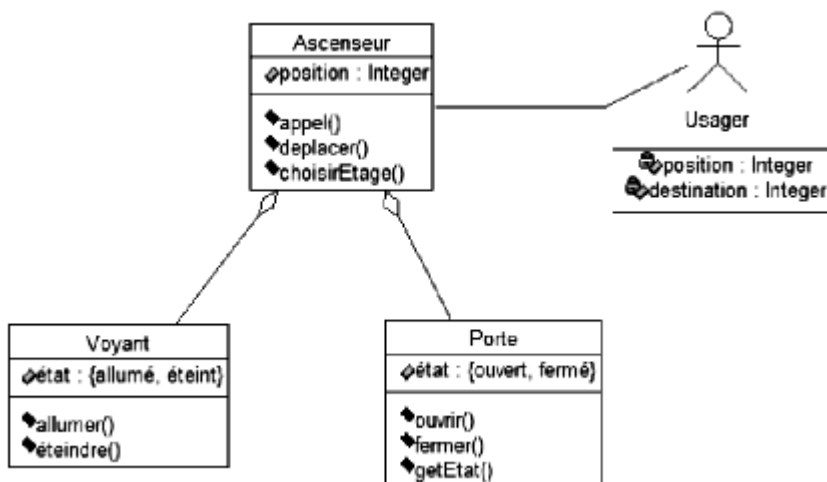 Ascenseur
position : Integer
appel()
deplacer()
choisirEtage()
Usager
position : Integer
destination : Integer
Voyant
état : {allumé, éteint}
allumer()
éteindre()
Porte
état : {ouvert, fermé}
ouvrir()
fermer()
getEtat()